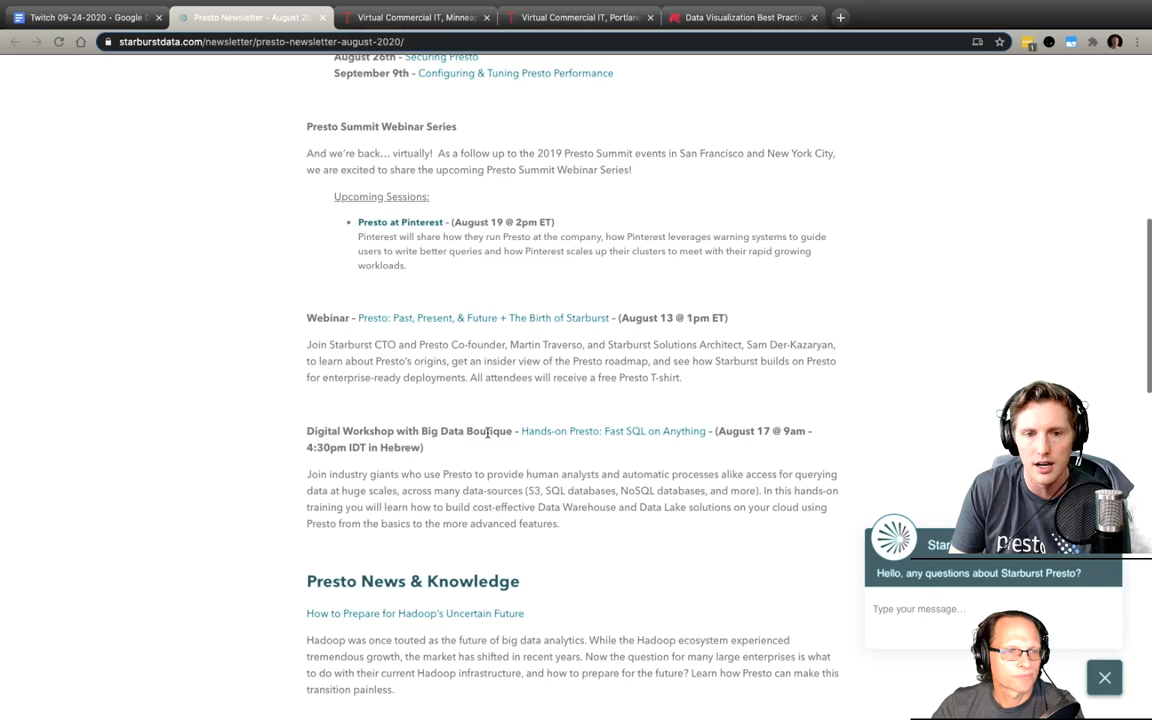 Twitch 09-24-2020 - Google D
Presto Newsletter - August 20
Virtual Commercial IT, Minneap
Virtual Commercial IT, Portland
Data Visualization Best Practic
starburstdata.com/newsletter/presto-newsletter-august-2020/
August 26th – Securing Presto
September 9th – Configuring & Tuning Presto Performance
Presto Summit Webinar Series
And we're back… virtually! As a follow up to the 2019 Presto Summit events in San Francisco and New York City,
we are excited to share the upcoming Presto Summit Webinar Series!
Upcoming Sessions:
• Presto at Pinterest – (August 19 @ 2pm ET)
Pinterest will share how they run Presto at the company, how Pinterest leverages warning systems to guide
users to write better queries and how Pinterest scales up their clusters to meet with their rapid growing
workloads.
Webinar – Presto: Past, Present, & Future + The Birth of Starburst – (August 13 @ 1pm ET)
Join Starburst CTO and Presto Co-founder, Martin Traverso, and Starburst Solutions Architect, Sam Der-Kazaryan,
to learn about Presto's origins, get an insider view of the Presto roadmap, and see how Starburst builds on Presto
for enterprise-ready deployments. All attendees will receive a free Presto T-shirt.
Digital Workshop with Big Data Boutique – Hands-on Presto: Fast SQL on Anything – (August 17 @ 9am –
4:30pm IDT in Hebrew)
Join industry giants who use Presto to provide human analysts and automatic processes alike access for querying
data at huge scales, across many data-sources (S3, SQL databases, NoSQL databases, and more). In this hands-on
training you will learn how to build cost-effective Data Warehouse and Data Lake solutions on your cloud using
Presto from the basics to the more advanced features.
Presto News & Knowledge
How to Prepare for Hadoop's Uncertain Future
Hadoop was once touted as the future of big data analytics. While the Hadoop ecosystem experienced
tremendous growth, the market has shifted in recent years. Now the question for many large enterprises is what
to do with their current Hadoop infrastructure, and how to prepare for the future? Learn how Presto can make this
transition painless.
presto
Star
Hello, any questions about Starburst Presto?
Type your message...